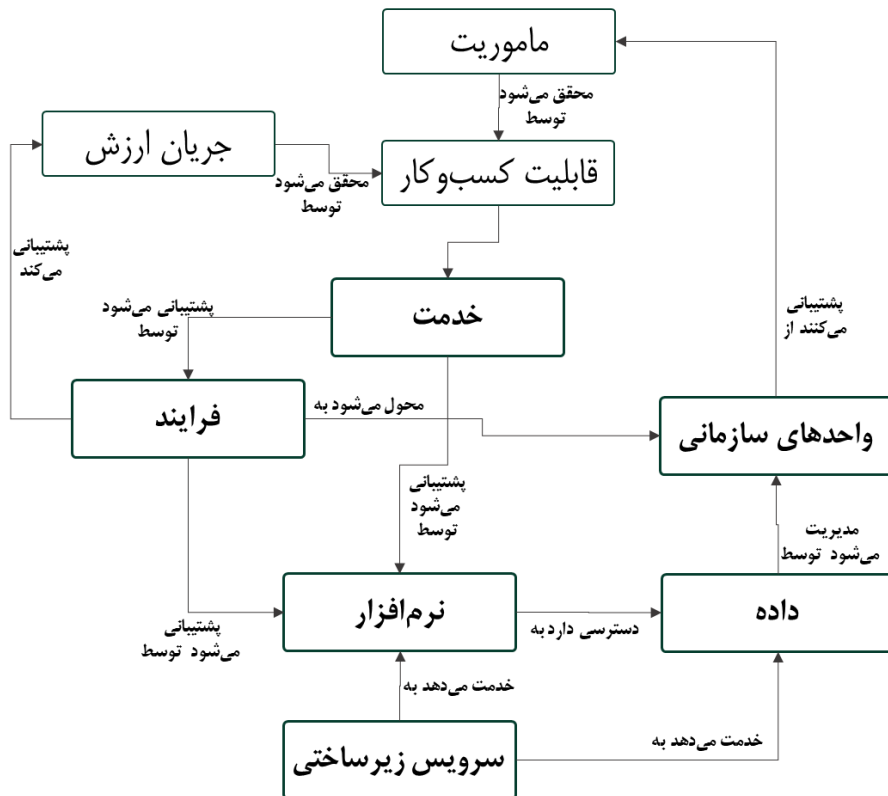 ماموریت
محقق می‌شود
توسط
جریان ارزش
محقق می‌شود
توسط
قابلیت کسب‌وکار
پشتیبانی
می‌کند
خدمت
پشتیبانی می‌شود
توسط
پشتیبانی
می‌کنند از
فرایند
محول می‌شود به
واحدهای سازمانی
پشتیبانی
می‌شود
توسط
مدیریت
می‌شود توسط
نرم‌افزار
دسترسی دارد به
داده
پشتیبانی
می‌شود توسط
خدمت می‌دهد به
خدمت می‌دهد به
سرویس زیرساختی